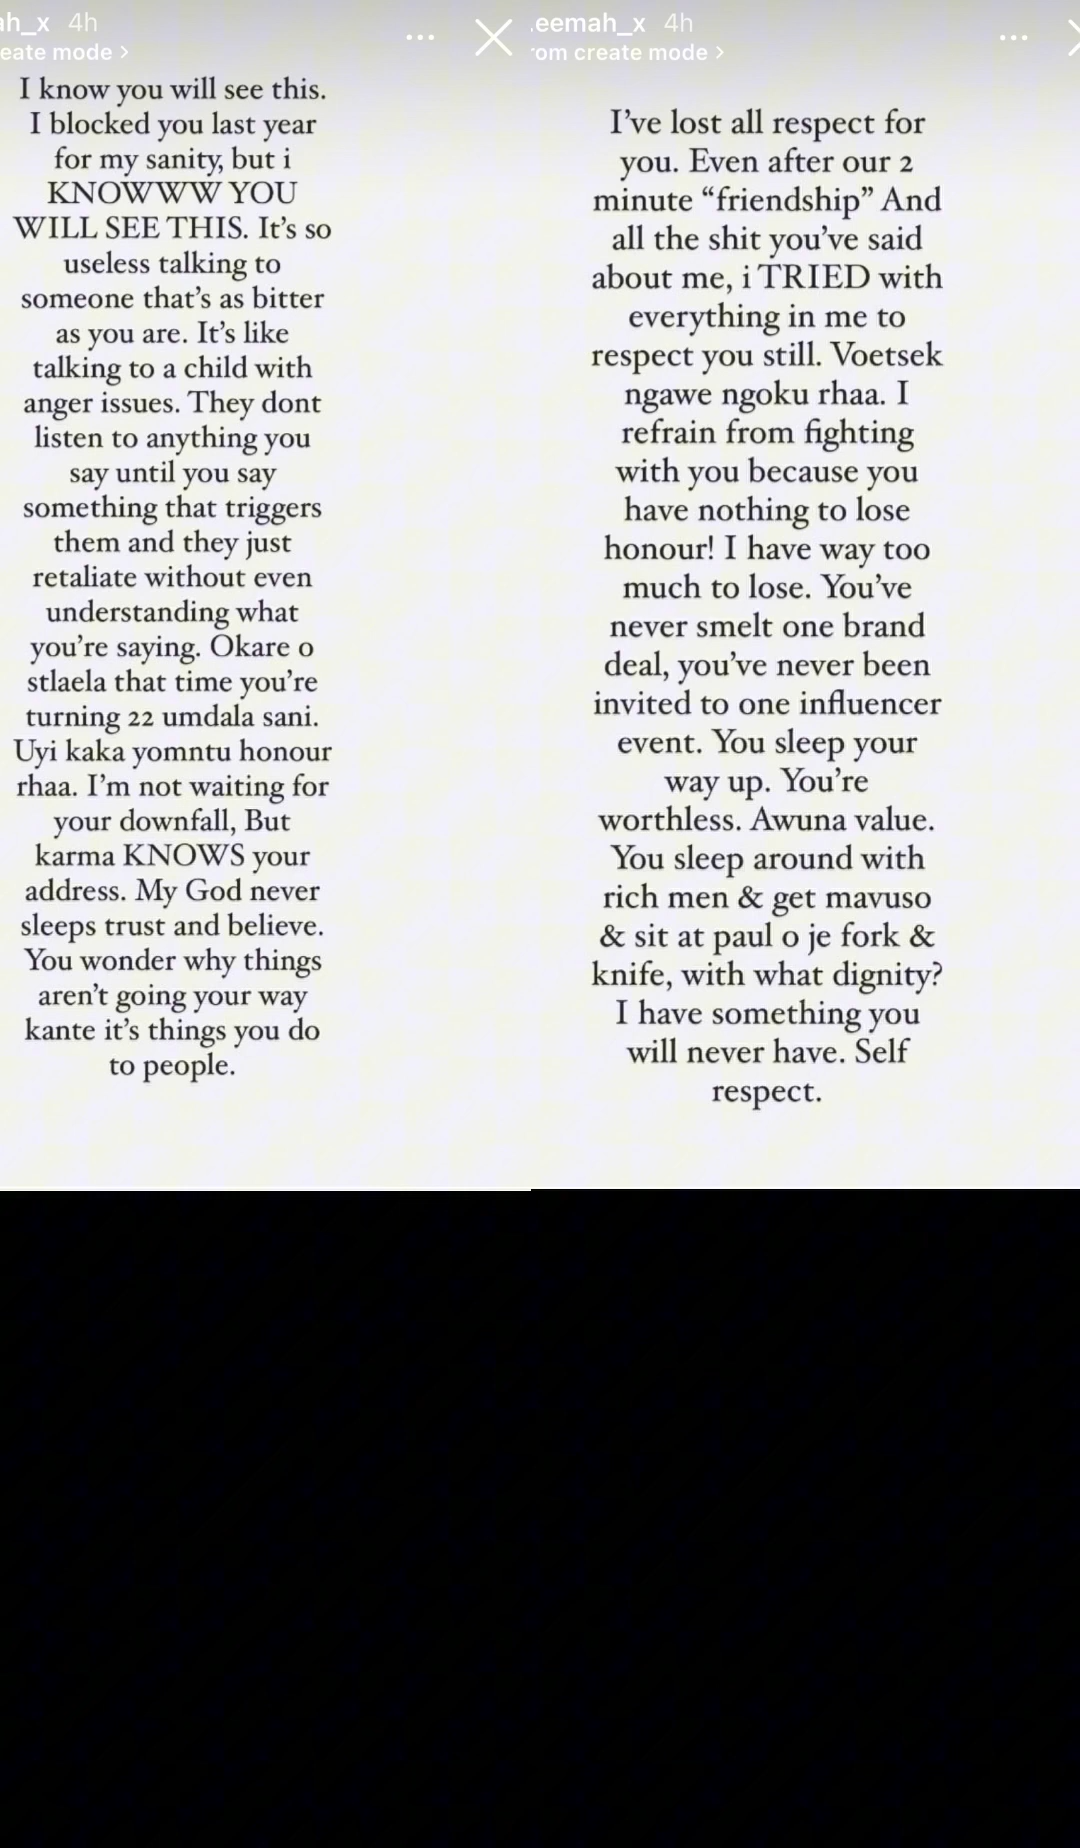 ah_x 4h
eate mode >
I know you will see this.
I blocked you last year
for my sanity, but i
KNOWWW YOU
WILL SEE THIS. It’s so
useless talking to
someone that’s as bitter
as you are. It’s like
talking to a child with
anger issues. They dont
listen to anything you
say until you say
something that triggers
them and they just
retaliate without even
understanding what
you’re saying. Okare o
stlaela that time you’re
turning 22 umdala sani.
Uyi kaka yomntu honour
rhaa. I’m not waiting for
your downfall, But
karma KNOWS your
address. My God never
sleeps trust and believe.
You wonder why things
aren’t going your way
kante it’s things you do
to people.
.eemah_x 4h
rom create mode >
I’ve lost all respect for
you. Even after our 2
minute “friendship” And
all the shit you’ve said
about me, i TRIED with
everything in me to
respect you still. Voetsek
ngawe ngoku rhaa. I
refrain from fighting
with you because you
have nothing to lose
honour! I have way too
much to lose. You’ve
never smelt one brand
deal, you’ve never been
invited to one influencer
event. You sleep your
way up. You’re
worthless. Awuna value.
You sleep around with
rich men & get mavuso
& sit at paul o je fork &
knife, with what dignity?
I have something you
will never have. Self
respect.